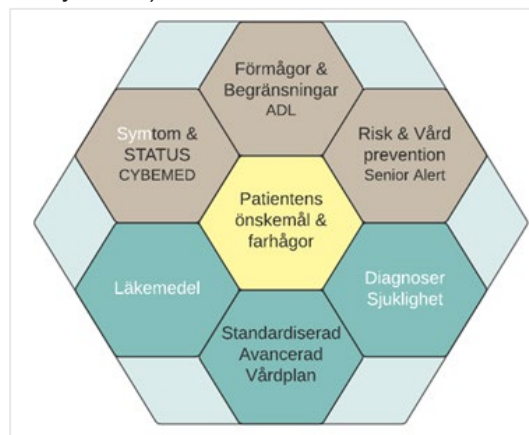 Förmågor &
Begränsningar
ADL
Symtom &
STATUS
CYBEMED
Risk & Vård
prevention
Senior Alert
Patientens
önskemål &
farhågor
Läkemedel
Diagnoser
Sjuklighet
Standardiserad
Avancerad
Vårdplan